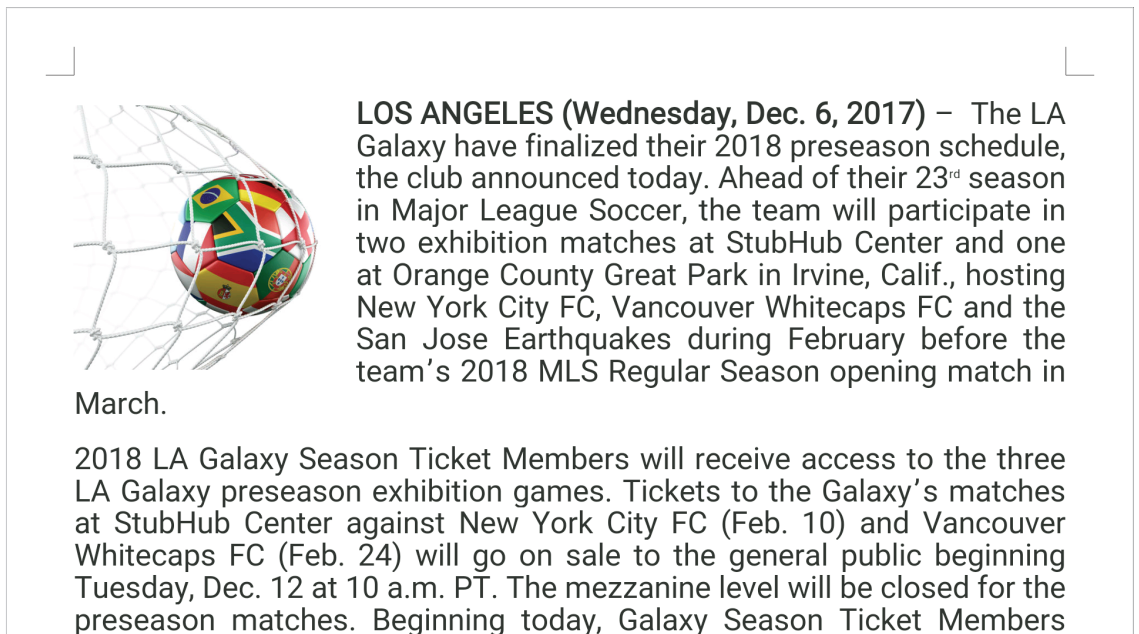 LOS ANGELES (Wednesday, Dec. 6, 2017) – The LA
Galaxy have finalized their 2018 preseason schedule,
the club announced today. Ahead of their 23rd season
in Major League Soccer, the team will participate in
two exhibition matches at StubHub Center and one
at Orange County Great Park in Irvine, Calif., hosting
New York City FC, Vancouver Whitecaps FC and the
San Jose Earthquakes during February before the
team’s 2018 MLS Regular Season opening match in
March.
2018 LA Galaxy Season Ticket Members will receive access to the three
LA Galaxy preseason exhibition games. Tickets to the Galaxy’s matches
at StubHub Center against New York City FC (Feb. 10) and Vancouver
Whitecaps FC (Feb. 24) will go on sale to the general public beginning
Tuesday, Dec. 12 at 10 a.m. PT. The mezzanine level will be closed for the
preseason matches. Beginning today, Galaxy Season Ticket Members